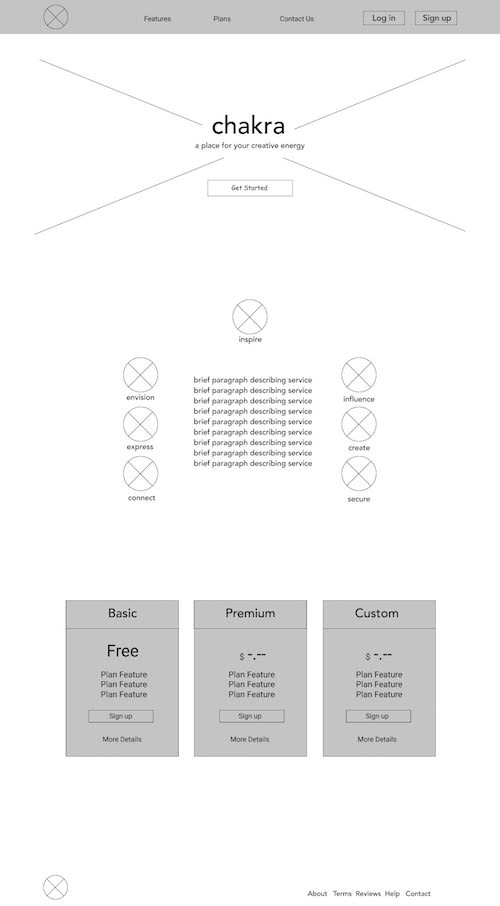 Features Plans Contact Us Log in Sign up
chakra
a place for your creative energy
Get Started
inspire
envision
express
connect
brief paragraph describing service
brief paragraph describing service
brief paragraph describing service
brief paragraph describing service
brief paragraph describing service
brief paragraph describing service
brief paragraph describing service
brief paragraph describing service
brief paragraph describing service
influence
create
secure
Basic
Free
Plan Feature
Plan Feature
Plan Feature
Sign up
More Details
Premium
$ -.--
Plan Feature
Plan Feature
Plan Feature
Sign up
More Details
Custom
$ -.--
Plan Feature
Plan Feature
Plan Feature
Sign up
More Details
About Terms Reviews Help Contact